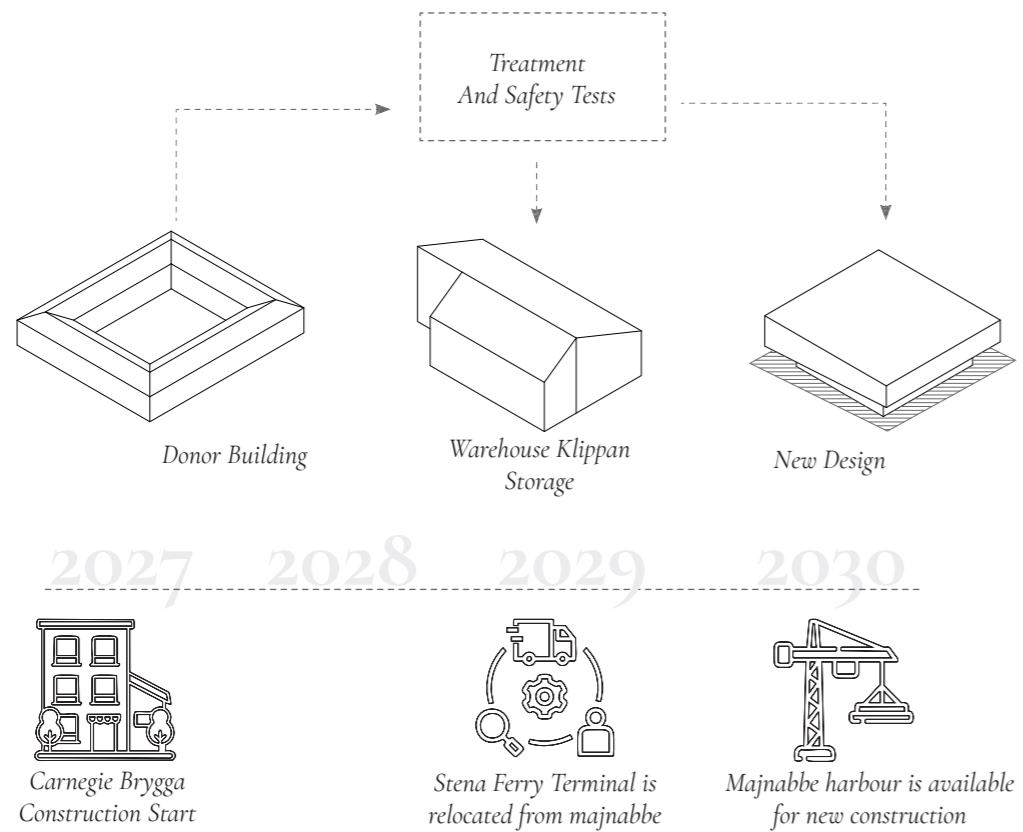 Treatment
And Safety Tests
Donor Building
Warehouse Klippan
Storage
New Design
2027 2028 2029 2030
Carnegie Brygga
Construction Start
Stena Ferry Terminal is
relocated from majnabbe
Majnabbe harbour is available
for new construction